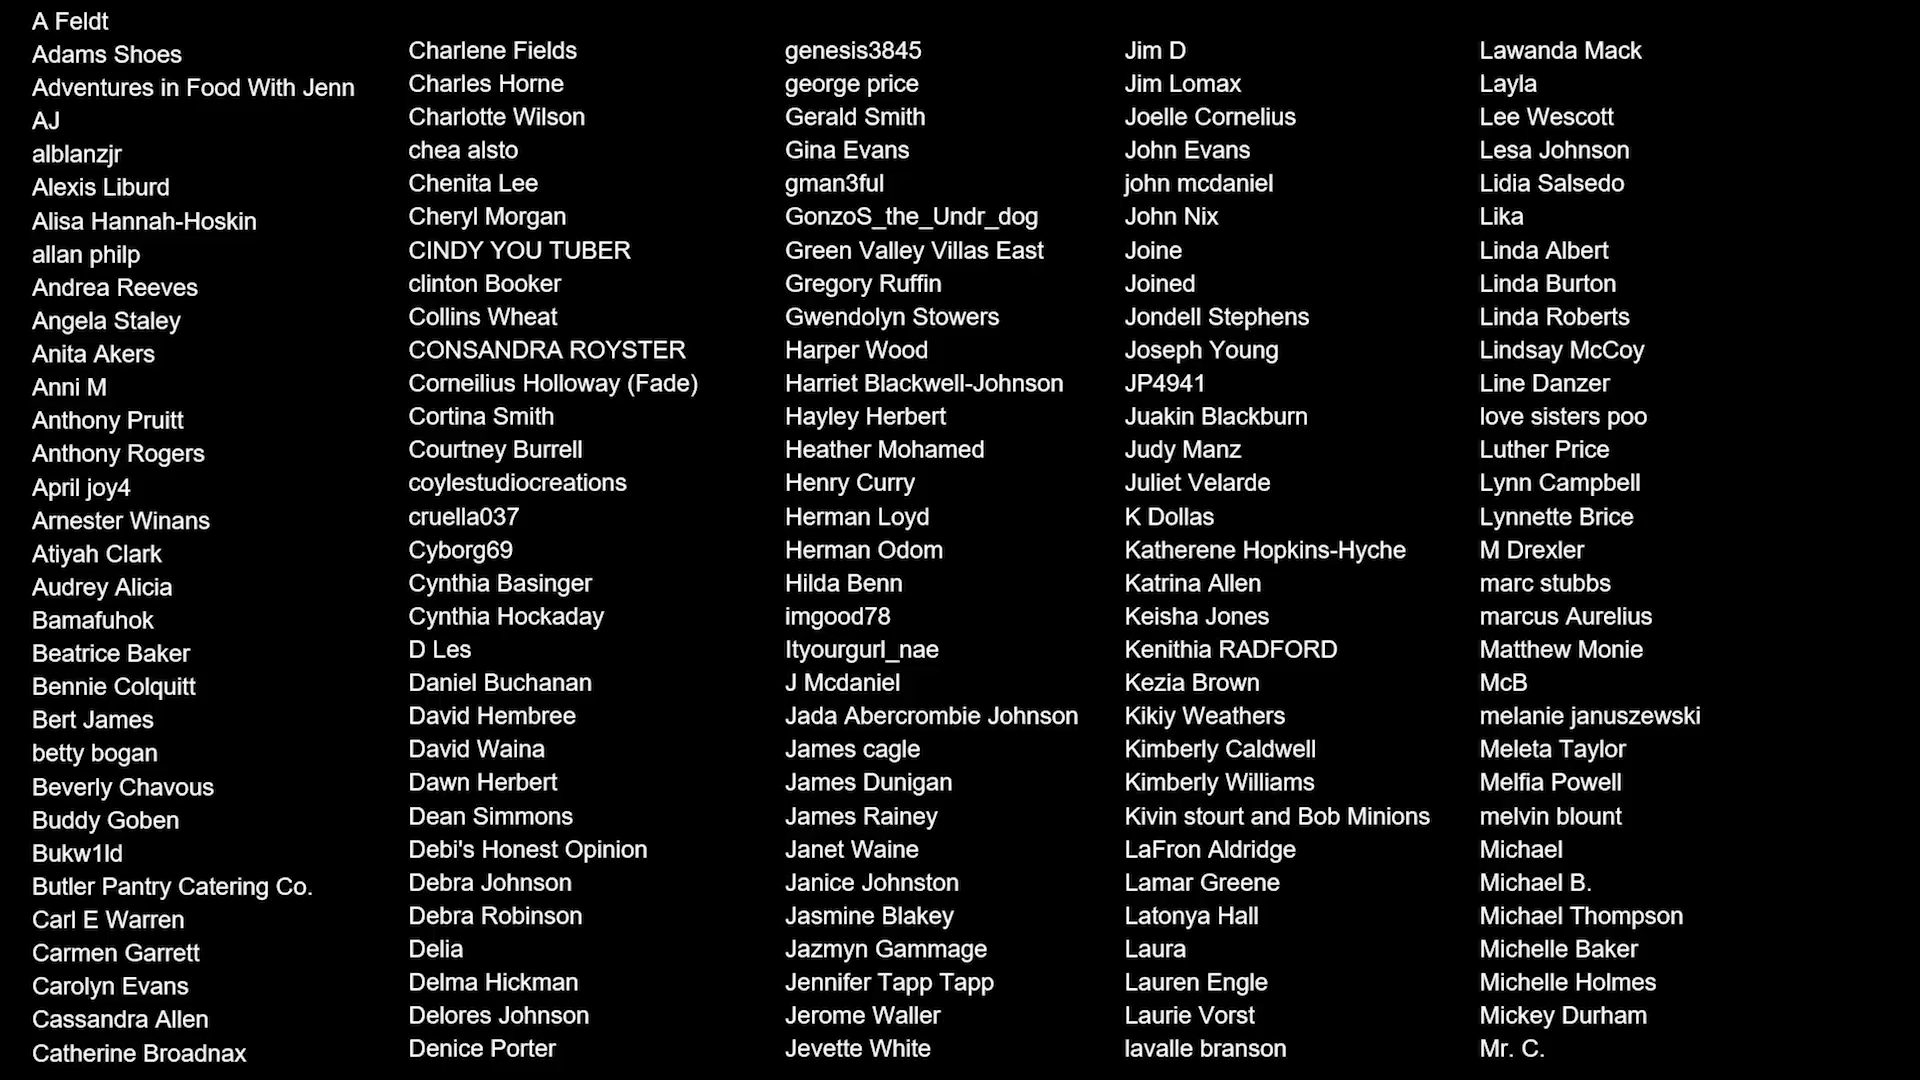 A Feldt
Adams Shoes
Adventures in Food With Jenn
AJ
alblanzjr
Alexis Liburd
Alisa Hannah-Hoskin
allan philp
Andrea Reeves
Angela Staley
Anita Akers
Anni M
Anthony Pruitt
Anthony Rogers
April joy4
Arnester Winans
Atiyah Clark
Audrey Alicia
Bamafuhok
Beatrice Baker
Bennie Colquitt
Bert James
betty bogan
Beverly Chavous
Buddy Goben
Bukw1ld
Butler Pantry Catering Co.
Carl E Warren
Carmen Garrett
Carolyn Evans
Cassandra Allen
Catherine Broadnax
Charlene Fields
Charles Horne
Charlotte Wilson
chea alsto
Chenita Lee
Cheryl Morgan
CINDY YOU TUBER
clinton Booker
Collins Wheat
CONSANDRA ROYSTER
Corneilius Holloway (Fade)
Cortina Smith
Courtney Burrell
coylestudiocreations
cruella037
Cyborg69
Cynthia Basinger
Cynthia Hockaday
D Les
Daniel Buchanan
David Hembree
David Waina
Dawn Herbert
Dean Simmons
Debi's Honest Opinion
Debra Johnson
Debra Robinson
Delia
Delma Hickman
Delores Johnson
Denice Porter
genesis3845
george price
Gerald Smith
Gina Evans
gman3ful
GonzoS_the_Undr_dog
Green Valley Villas East
Gregory Ruffin
Gwendolyn Stowers
Harper Wood
Harriet Blackwell-Johnson
Hayley Herbert
Heather Mohamed
Henry Curry
Herman Loyd
Herman Odom
Hilda Benn
imgood78
Ityourgurl_nae
J Mcdaniel
Jada Abercrombie Johnson
James cagle
James Dunigan
James Rainey
Janet Waine
Janice Johnston
Jasmine Blakey
Jazmyn Gammage
Jennifer Tapp Tapp
Jerome Waller
Jevette White
Jim D
Jim Lomax
Joelle Cornelius
John Evans
john mcdaniel
John Nix
Joine
Joined
Jondell Stephens
Joseph Young
JP4941
Juakin Blackburn
Judy Manz
Juliet Velarde
K Dollas
Katherene Hopkins-Hyche
Katrina Allen
Keisha Jones
Kenithia RADFORD
Kezia Brown
Kikiy Weathers
Kimberly Caldwell
Kimberly Williams
Kivin stourt and Bob Minions
LaFron Aldridge
Lamar Greene
Latonya Hall
Laura
Lauren Engle
Laurie Vorst
lavalle branson
Lawanda Mack
Layla
Lee Wescott
Lesa Johnson
Lidia Salsedo
Lika
Linda Albert
Linda Burton
Linda Roberts
Lindsay McCoy
Line Danzer
love sisters poo
Luther Price
Lynn Campbell
Lynnette Brice
M Drexler
marc stubbs
marcus Aurelius
Matthew Monie
McB
melanie januszewski
Meleta Taylor
Melfia Powell
melvin blount
Michael
Michael B.
Michael Thompson
Michelle Baker
Michelle Holmes
Mickey Durham
Mr. C.